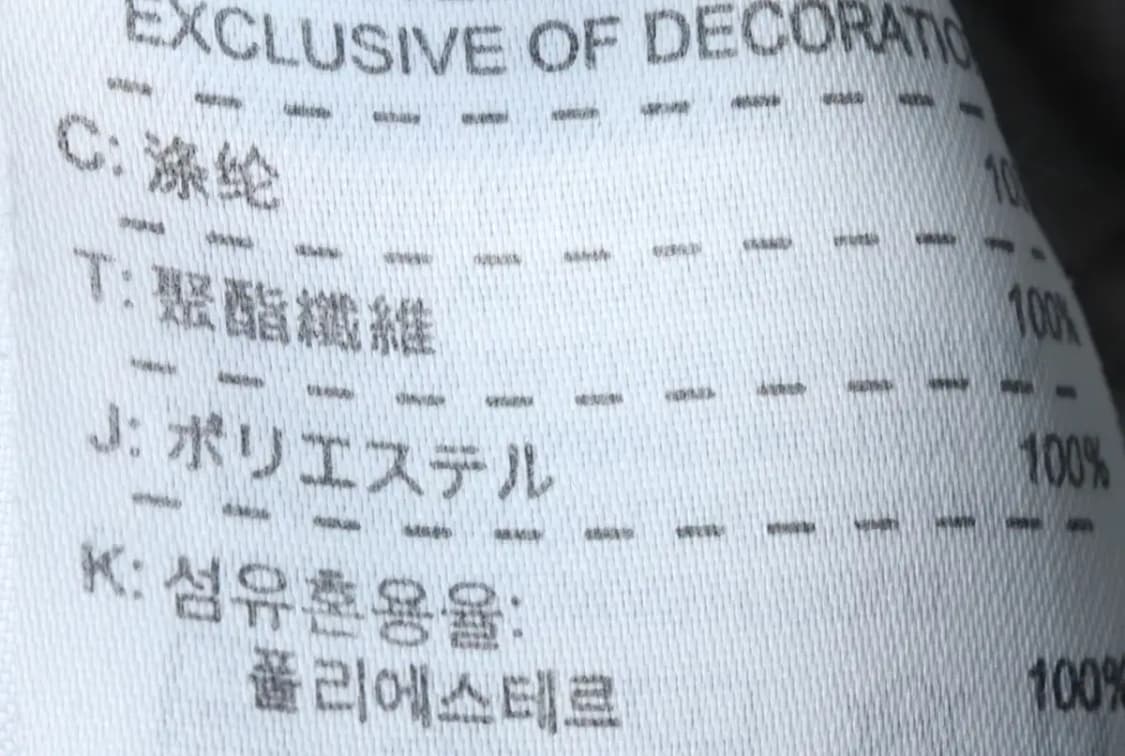 EXCLUSIVE OF DECORATIO
C: 涤纶 10
T: 聚酯纖維 100%
J: ポリエステル 100%
K: 섬유혼용율:
폴리에스테르 100%